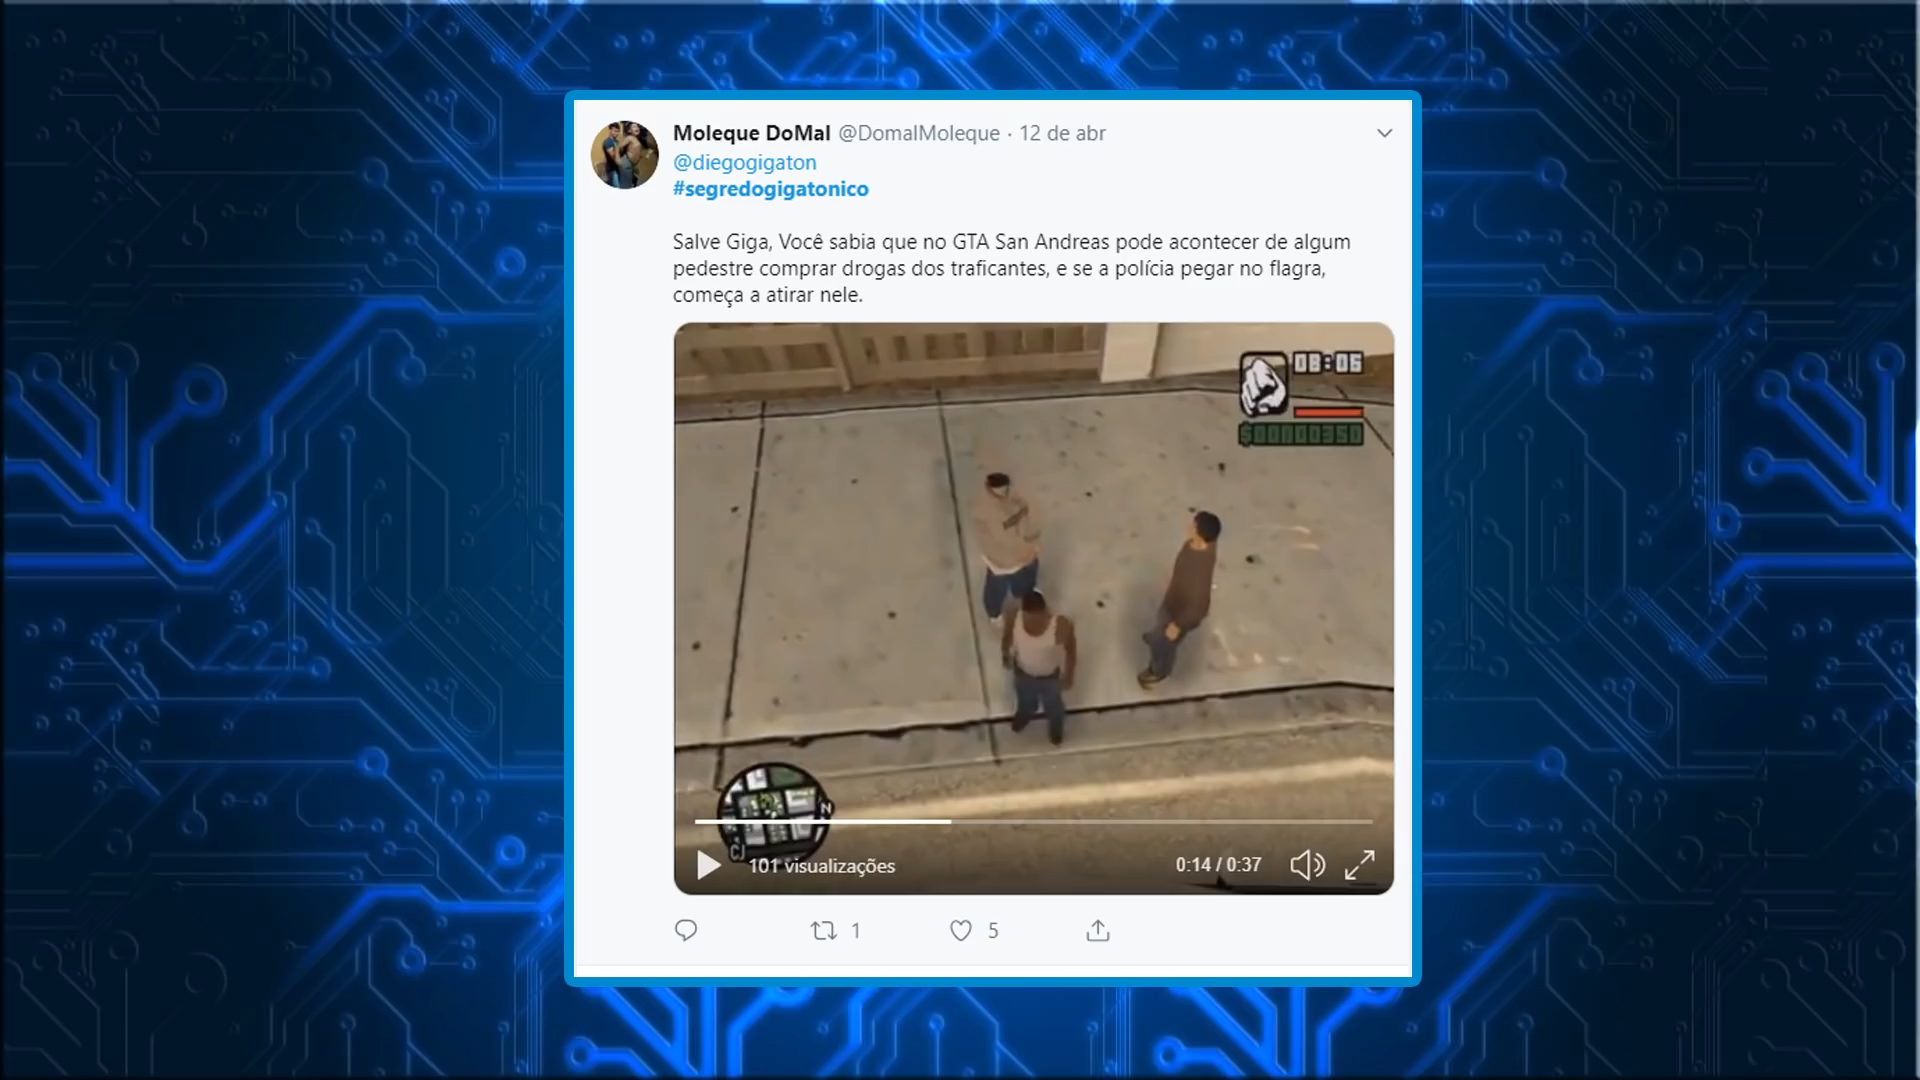 Moleque DoMal @DomalMoleque · 12 de abr
@diegogigaton
#segredogigatonico
Salve Giga, Você sabia que no GTA San Andreas pode acontecer de algum
pedestre comprar drogas dos traficantes, e se a polícia pegar no flagra,
começa a atirar nele.
08:06
$00000350
N
CJ
101 visualizações
0:14 / 0:37
1
5